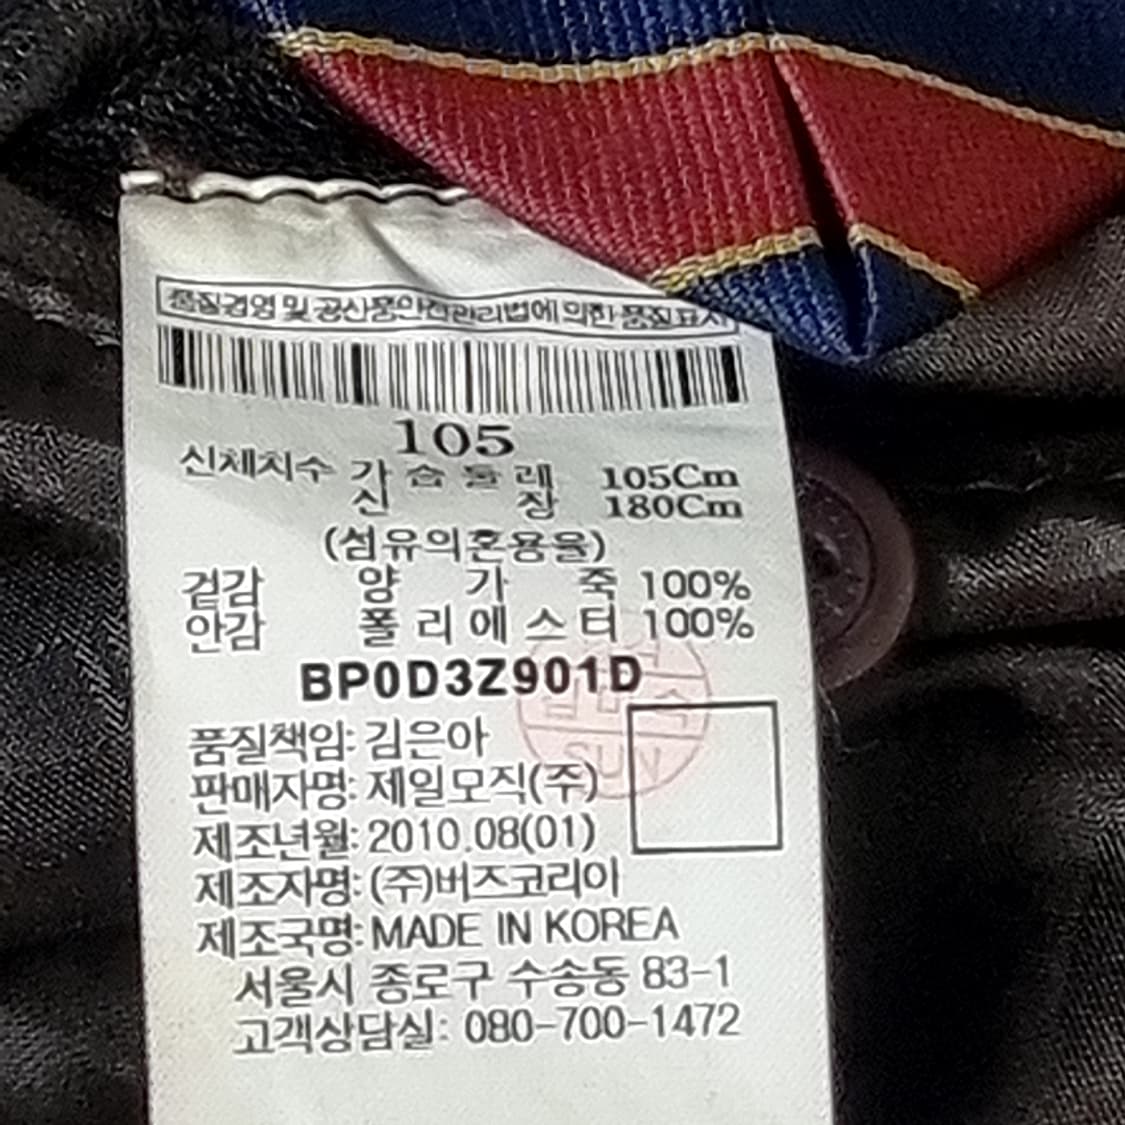 품질경영 및 공산품안전관리법에 의한 품질표시
105
신체치수 가슴둘레 105Cm
신 장 180Cm
(섬유의혼용율)
겉감 양 가 죽 100%
안감 폴리에스터 100%
BP0D3Z901D
품질책임: 김은아
SUN
판매자명: 제일모직(주)
제조년월: 2010.08(01)
제조자명: (주)버즈코리아
제조국명: MADE IN KOREA
서울시 종로구 수송동 83-1
고객상담실: 080-700-1472